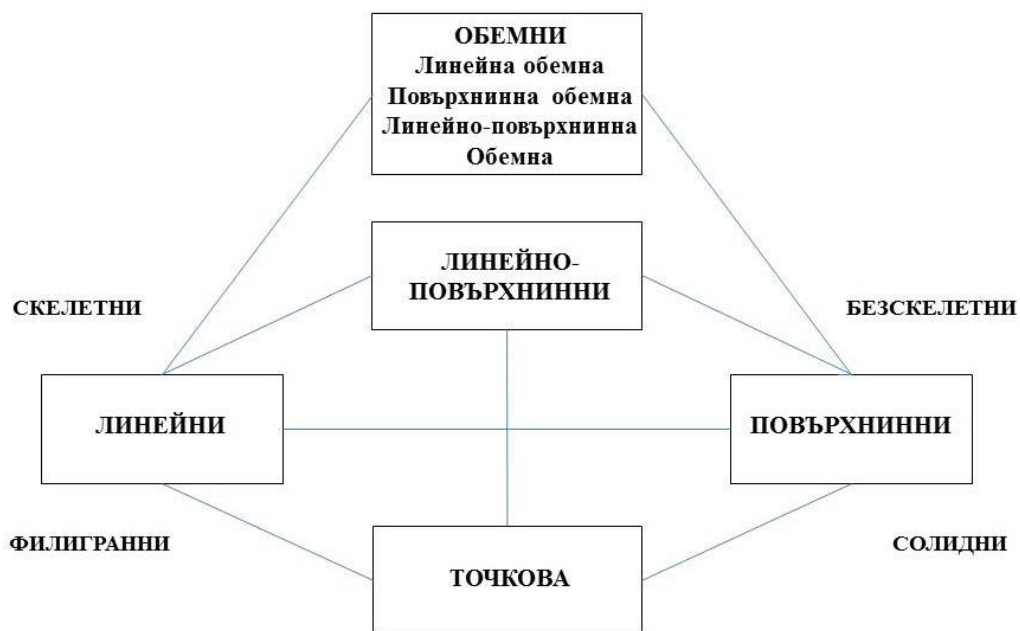 ОБЕМНИ
Линейна обемна
Повърхнинна обемна
Линейно-повърхнинна
Обемна
ЛИНЕЙНО-
ПОВЪРХНИННИ
СКЕЛЕТНИ
БЕЗСКЕЛЕТНИ
ЛИНЕЙНИ
ПОВЪРХНИННИ
ФИЛИГРАННИ
СОЛИДНИ
ТОЧКОВА